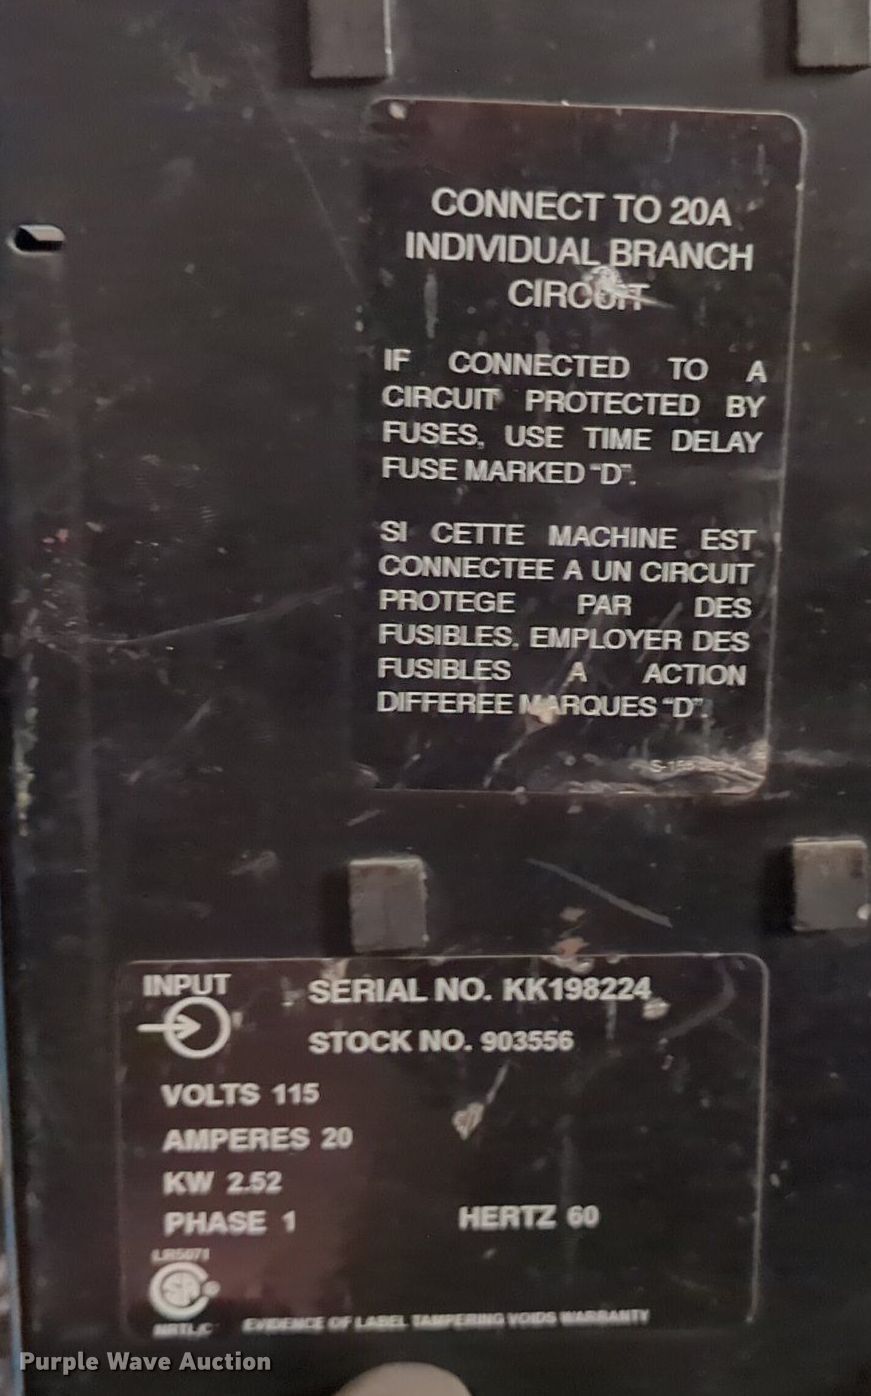 CONNECT TO 20A
INDIVIDUAL BRANCH
CIRCUIT
IF CONNECTED TO A
CIRCUIT PROTECTED BY
FUSES, USE TIME DELAY
FUSE MARKED "D".
SI CETTE MACHINE EST
CONNECTEE A UN CIRCUIT
PROTEGE PAR DES
FUSIBLES, EMPLOYER DES
FUSIBLES A ACTION
DIFFEREE MARQUES "D".
INPUT
SERIAL NO. KK198224
STOCK NO. 903556
VOLTS 115
AMPERES 20
KW 2.52
PHASE 1 HERTZ 60
LR5071
NRTL/C
EVIDENCE OF LABEL TAMPERING VOIDS WARRANTY
Purple Wave Auction